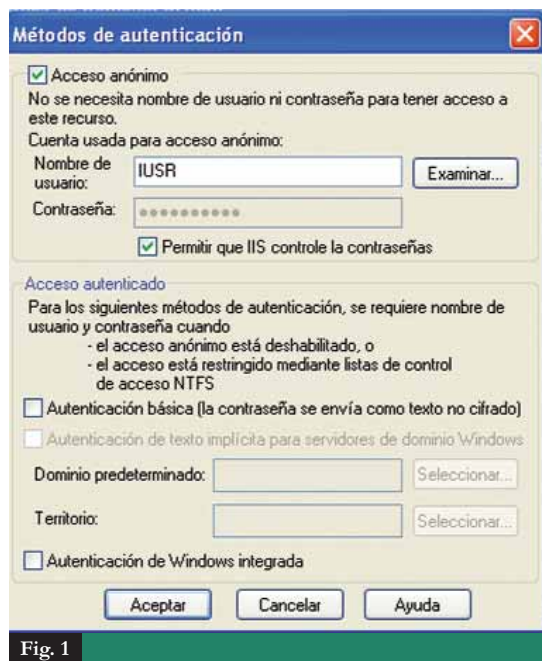 Métodos de autenticación
Acceso anónimo
No se necesita nombre de usuario ni contraseña para tener acceso a
este recurso.
Cuenta usada para acceso anónimo:
Nombre de
usuario:
IUSR
Examinar...
Contraseña:
Permitir que IIS controle la contraseñas
Acceso autenticado
Para los siguientes métodos de autenticación, se requiere nombre de
usuario y contraseña cuando
- el acceso anónimo está deshabilitado, o
- el acceso está restringido mediante listas de control
de acceso NTFS
Autenticación básica (la contraseña se envía como texto no cifrado)
Autenticación de texto implícita para servidores de dominio Windows
Dominio predeterminado:
Seleccionar...
Territorio:
Seleccionar...
Autenticación de Windows integrada
Aceptar
Cancelar
Ayuda
Fig. 1